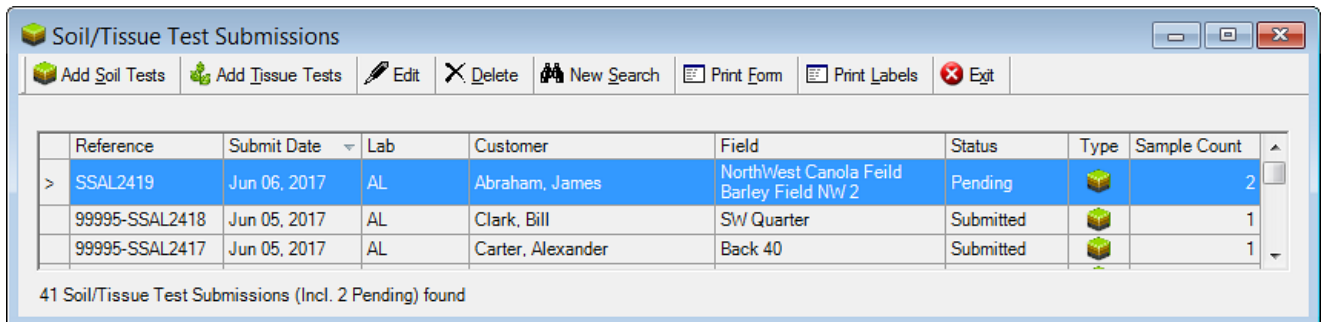 Soil/Tissue Test Submissions
Add Soil Tests Add Tissue Tests Edit Delete New Search Print Form Print Labels Exit
Reference Submit Date Lab Customer Field Status Type Sample Count
> SSAL2419 Jun 06, 2017 AL Abraham, James NorthWest Canola Feild Pending 2
Barley Field NW 2
99995-SSAL2418 Jun 05, 2017 AL Clark, Bill SW Quarter Submitted 1
99995-SSAL2417 Jun 05, 2017 AL Carter, Alexander Back 40 Submitted 1
41 Soil/Tissue Test Submissions (Incl. 2 Pending) found